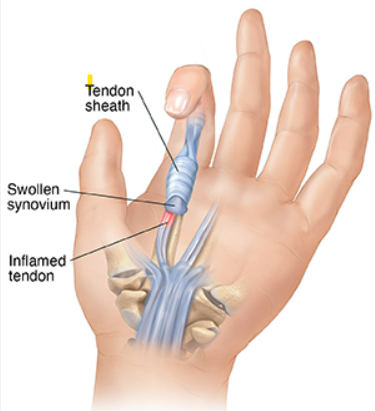 Tendon
sheath
Swollen
synovium
Inflamed
tendon